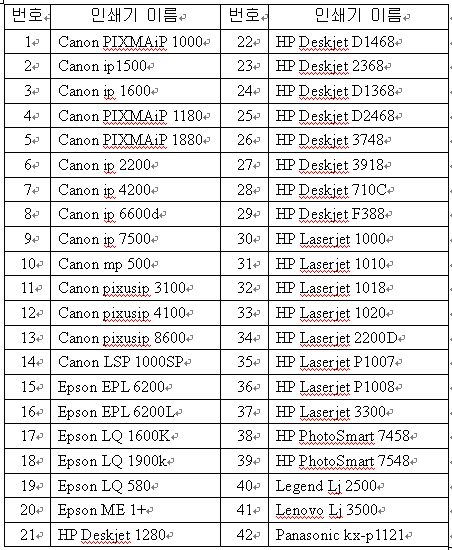 번호 인쇄기 이름 번호 인쇄기 이름
1 Canon PIXMAiP 1000 22 HP Deskjet D1468
2 Canon ip1500 23 HP Deskjet 2368
3 Canon ip 1600 24 HP Deskjet D1368
4 Canon PIXMAiP 1180 25 HP Deskjet D2468
5 Canon PIXMAiP 1880 26 HP Deskjet 3748
6 Canon ip 2200 27 HP Deskjet 3918
7 Canon ip 4200 28 HP Deskjet 710C
8 Canon ip 6600d 29 HP Deskjet F388
9 Canon ip 7500 30 HP Laserjet 1000
10 Canon mp 500 31 HP Laserjet 1010
11 Canon pixusip 3100 32 HP Laserjet 1018
12 Canon pixusip 4100 33 HP Laserjet 1020
13 Canon pixusip 8600 34 HP Laserjet 2200D
14 Canon LSP 1000SP 35 HP Laserjet P1007
15 Epson EPL 6200 36 HP Laserjet P1008
16 Epson EPL 6200L 37 HP Laserjet 3300
17 Epson LQ 1600K 38 HP PhotoSmart 7458
18 Epson LQ 1900k 39 HP PhotoSmart 7548
19 Epson LQ 580 40 Legend Lj 2500
20 Epson ME 1+ 41 Lenovo Lj 3500
21 HP Deskjet 1280 42 Panasonic kx-p1121